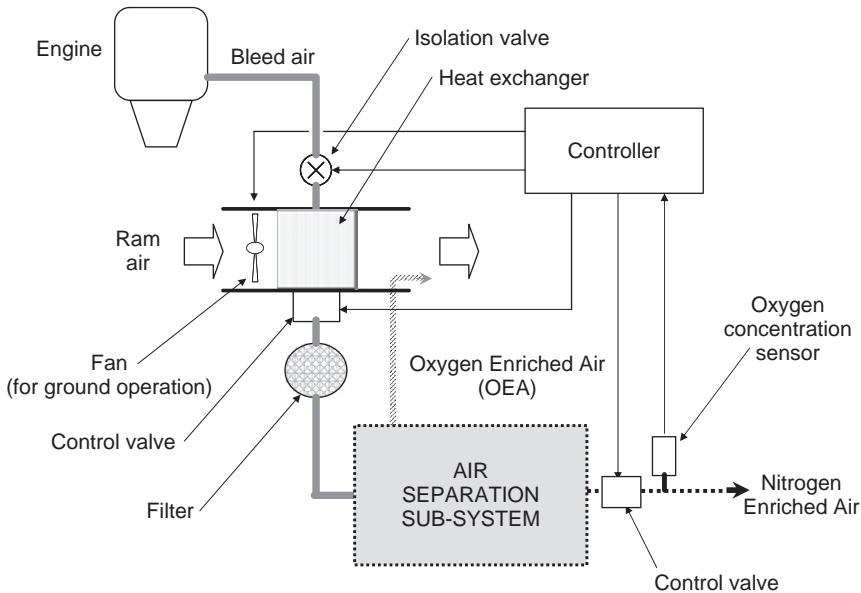 Engine
Bleed air
Isolation valve
Heat exchanger
Controller
Ram
air
Oxygen
concentration
sensor
Fan
(for ground operation)
Oxygen Enriched Air
(OEA)
Control valve
Filter
AIR
SEPARATION
SUB-SYSTEM
Nitrogen
Enriched Air
Control valve